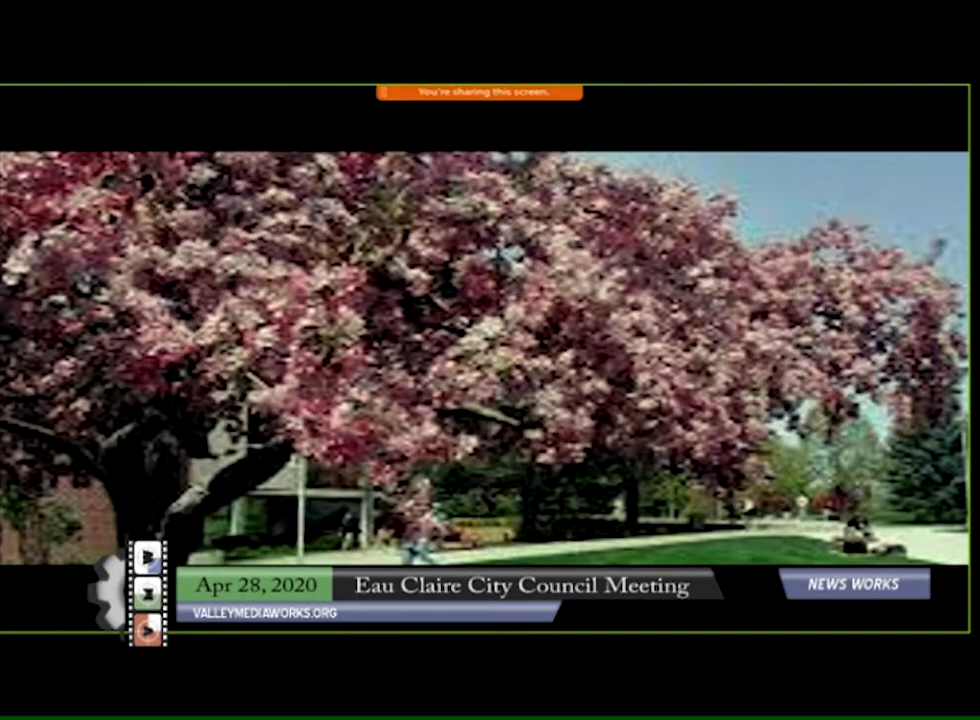 You're sharing this screen.
Apr 28, 2020
Eau Claire City Council Meeting
NEWS WORKS
VALLEYMEDIAWORKS.ORG